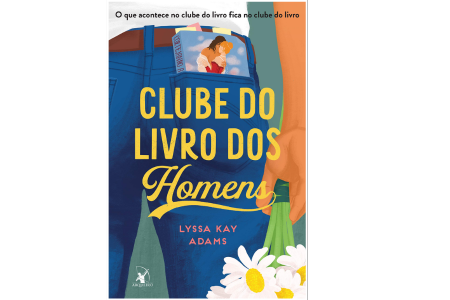 O que acontece no clube do livro fica no clube do livro
CLUBE DO
LIVRO DOS
Homens
LYSSA KAY
ADAMS
ARQUEIRO